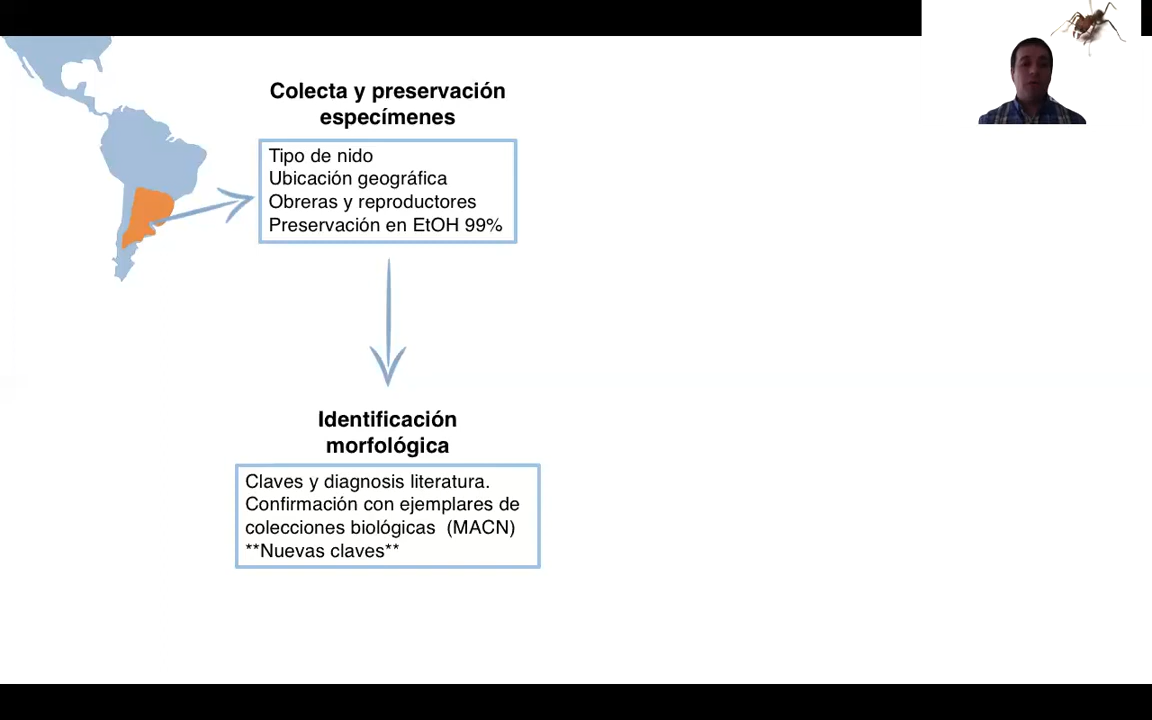 Colecta y preservación
especímenes
Tipo de nido
Ubicación geográfica
Obreras y reproductores
Preservación en EtOH 99%
Identificación
morfológica
Claves y diagnosis literatura.
Confirmación con ejemplares de
colecciones biológicas (MACN)
**Nuevas claves**